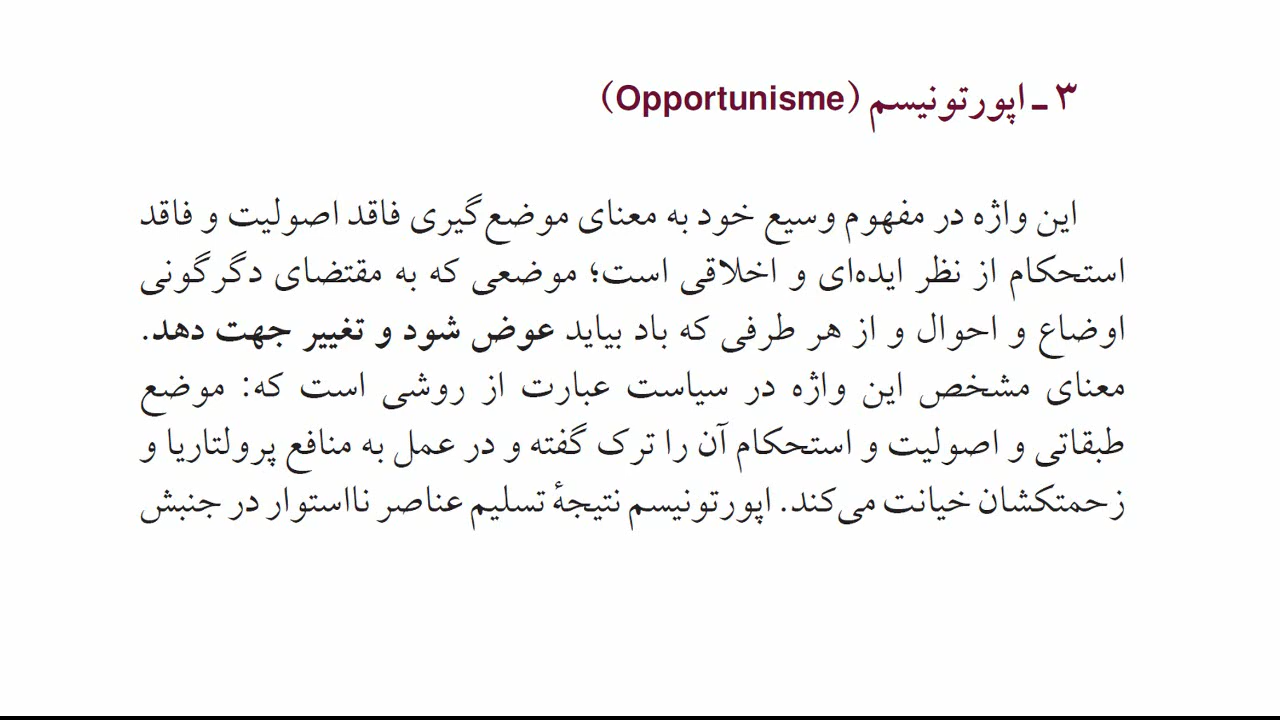 ۳ ـ اپورتونیسم (Opportunisme)
این واژه در مفهوم وسیع خود به معنای موضع‌گیری فاقد اصولیت و فاقد
استحکام از نظر ایده‌ای و اخلاقی است؛ موضعی که به مقتضای دگرگونی
اوضاع و احوال و از هر طرفی که باد بیاید عوض شود و تغییر جهت دهد.
معنای مشخص این واژه در سیاست عبارت از روشی است که: موضع
طبقاتی و اصولیت و استحکام آن را ترک گفته و در عمل به منافع پرولتاریا و
زحمتکشان خیانت می‌کند. اپورتونیسم نتیجهٔ تسلیم عناصر نااستوار در جنبش